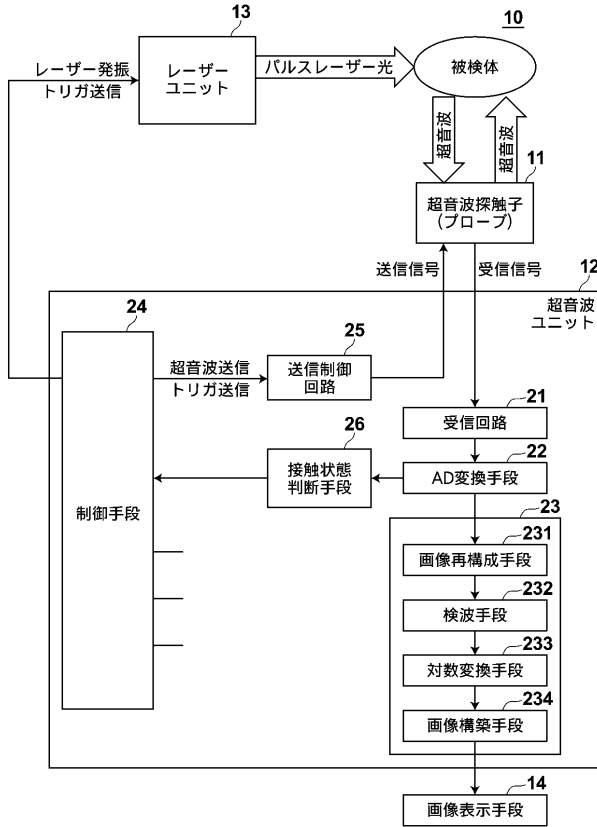 13
10
レーザー発振
トリガ送信
レーザー
ユニット
パルスレーザー光
被検体
超音波
超音波
11
超音波探触子
(プローブ)
送信信号
受信信号
12
超音波
ユニット
24
超音波送信
トリガ送信
25
送信制御
回路
21
受信回路
26
接触状態
判断手段
22
AD変換手段
制御手段
23
231
画像再構成手段
232
検波手段
233
対数変換手段
234
画像構築手段
14
画像表示手段